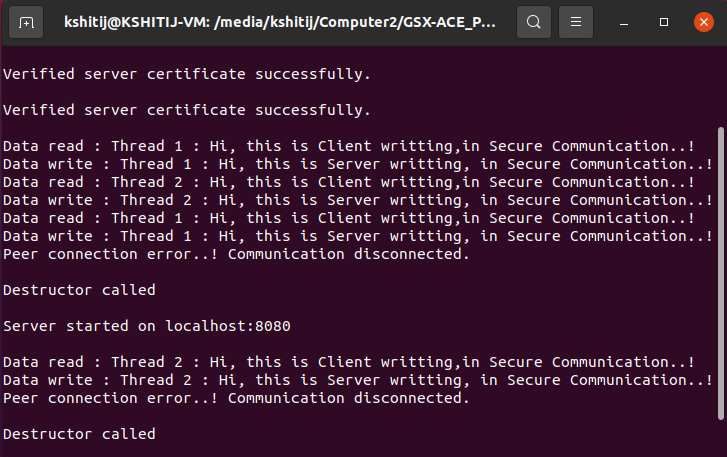 kshitij@KSHITIJ-VM: /media/kshitij/Computer2/GSX-ACE_P...
Verified server certificate successfully.
Verified server certificate successfully.
Data read : Thread 1 : Hi, this is Client writting,in Secure Communication..!
Data write : Thread 1 : Hi, this is Server writting, in Secure Communication..!
Data read : Thread 2 : Hi, this is Client writting,in Secure Communication..!
Data write : Thread 2 : Hi, this is Server writting, in Secure Communication..!
Data read : Thread 1 : Hi, this is Client writting,in Secure Communication..!
Data write : Thread 1 : Hi, this is Server writting, in Secure Communication..!
Peer connection error..! Communication disconnected.
Destructor called
Server started on localhost:8080
Data read : Thread 2 : Hi, this is Client writting,in Secure Communication..!
Data write : Thread 2 : Hi, this is Server writting, in Secure Communication..!
Peer connection error..! Communication disconnected.
Destructor called